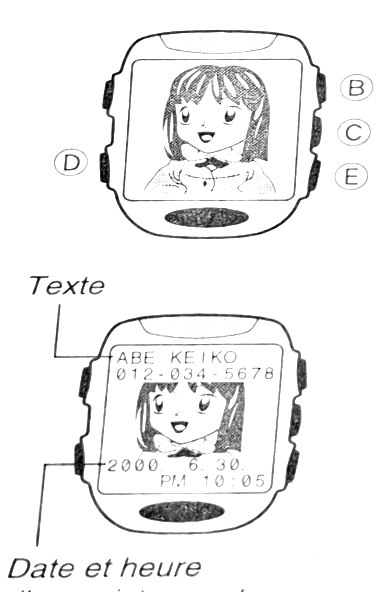 B
C
D
E
Texte
ABE KEIKO
012-034-5678
2000. 6.30.
PM 10:05
Date et heure